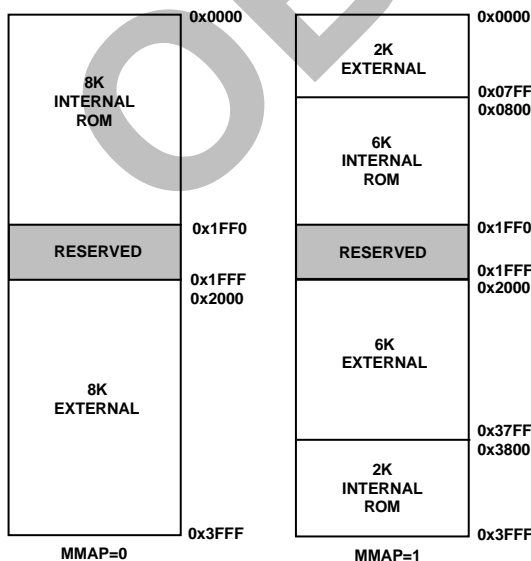 0x0000
8K
INTERNAL
ROM
0x1FF0
RESERVED
0x1FFF
0x2000
8K
EXTERNAL
0x3FFF
MMAP=0
0x0000
2K
EXTERNAL
0x07FF
0x0800
6K
INTERNAL
ROM
0x1FF0
RESERVED
0x1FFF
0x2000
6K
EXTERNAL
0x37FF
0x3800
2K
INTERNAL
ROM
0x3FFF
MMAP=1